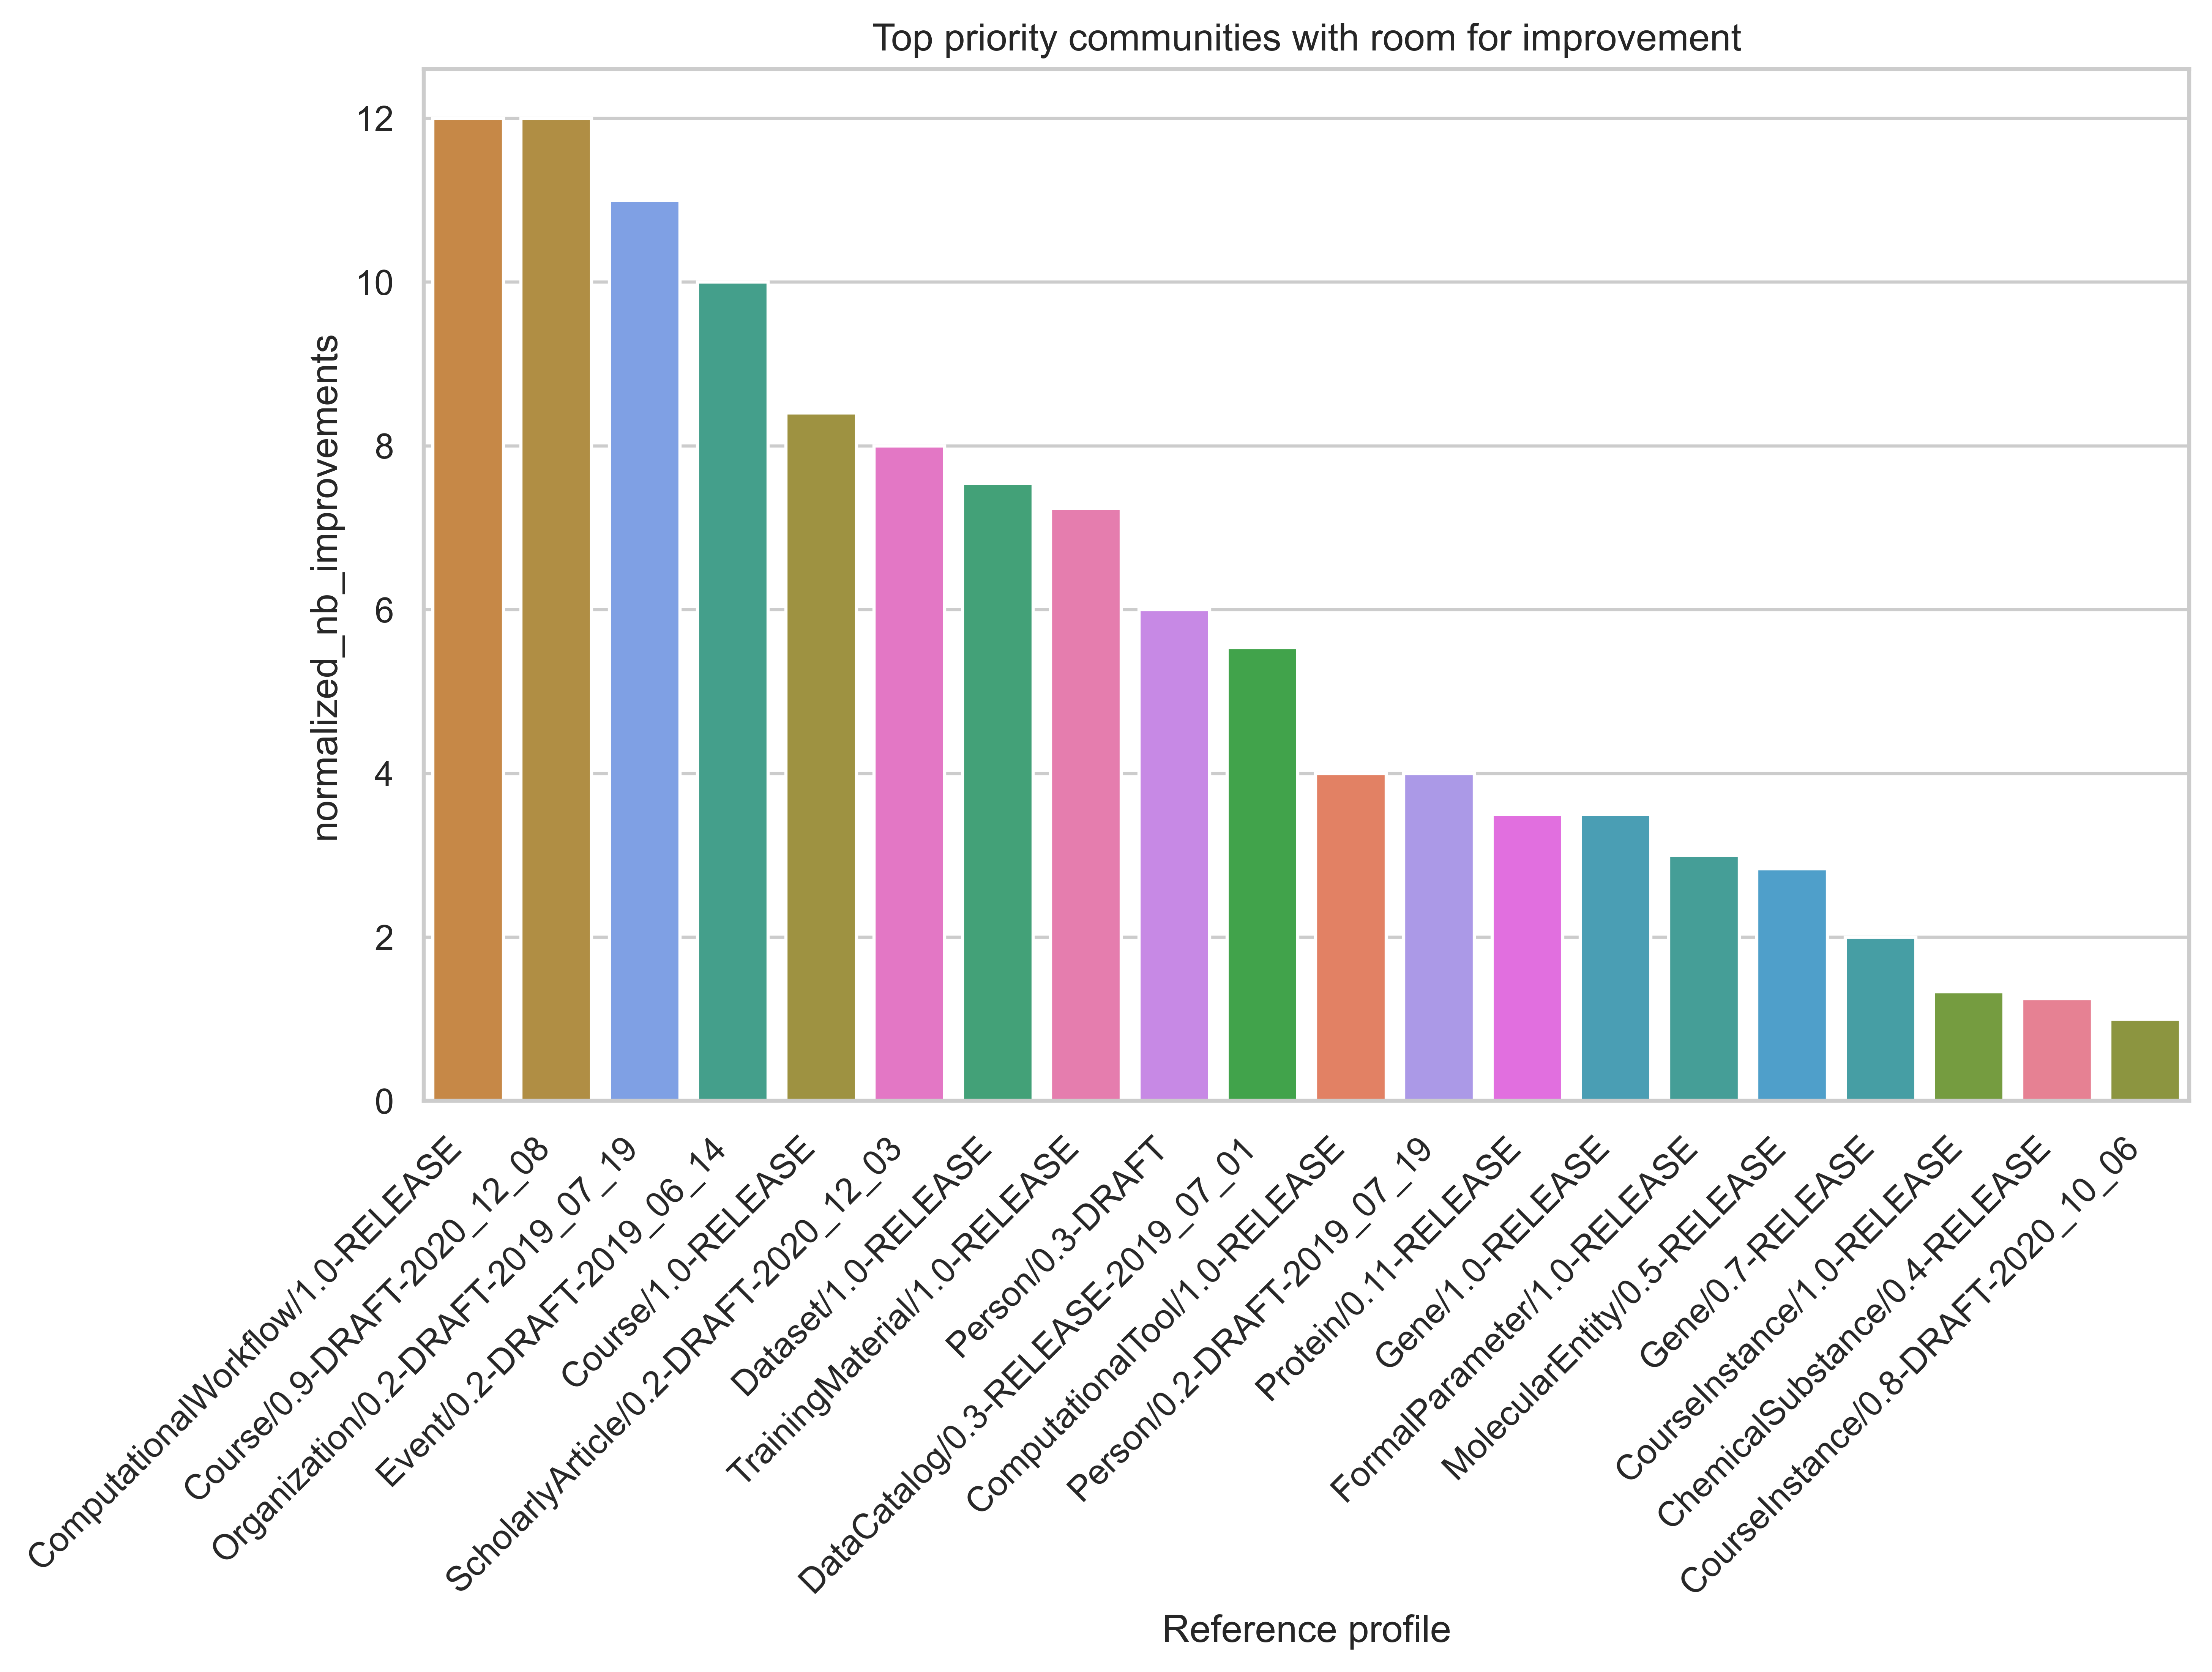 Top priority communities with room for improvement
normalized_nb_improvements
12
10
8
6
4
2
0
ComputationalWorkflow/1.0-RELEASE
Course/0.9-DRAFT-2020_12_08
Organization/0.2-DRAFT-2019_07_19
Event/0.2-DRAFT-2019_06_14
Course/1.0-RELEASE
ScholarlyArticle/0.2-DRAFT-2020_12_03
Dataset/1.0-RELEASE
TrainingMaterial/1.0-RELEASE
Person/0.3-DRAFT
DataCatalog/0.3-RELEASE-2019_07_01
ComputationalTool/1.0-RELEASE
Person/0.2-DRAFT-2019_07_19
Protein/0.11-RELEASE
Gene/1.0-RELEASE
FormalParameter/1.0-RELEASE
MolecularEntity/0.5-RELEASE
Gene/0.7-RELEASE
CourseInstance/1.0-RELEASE
ChemicalSubstance/0.4-RELEASE
CourseInstance/0.8-DRAFT-2020_10_06
Reference profile